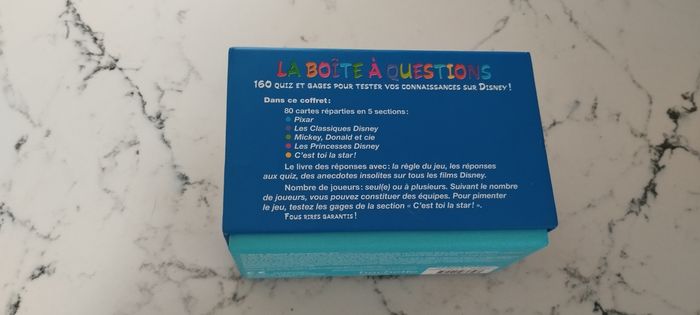 LA BOÎTE À QUESTIONS
160 QUIZ ET GAGES POUR TESTER VOS CONNAISSANCES SUR DISNEY !
Dans ce coffret :
80 cartes réparties en 5 sections :
Pixar
Les Classiques Disney
Mickey, Donald et cie
Les Princesses Disney
C'est toi la star !
Le livre des réponses avec : la règle du jeu, les réponses
aux quiz, des anecdotes insolites sur tous les films Disney.
Nombre de joueurs : seul(e) ou à plusieurs. Suivant le nombre
de joueurs, vous pouvez constituer des équipes. Pour pimenter
le jeu, testez les gages de la section « C'est toi la star ! ».
FOUS RIRES GARANTIS !